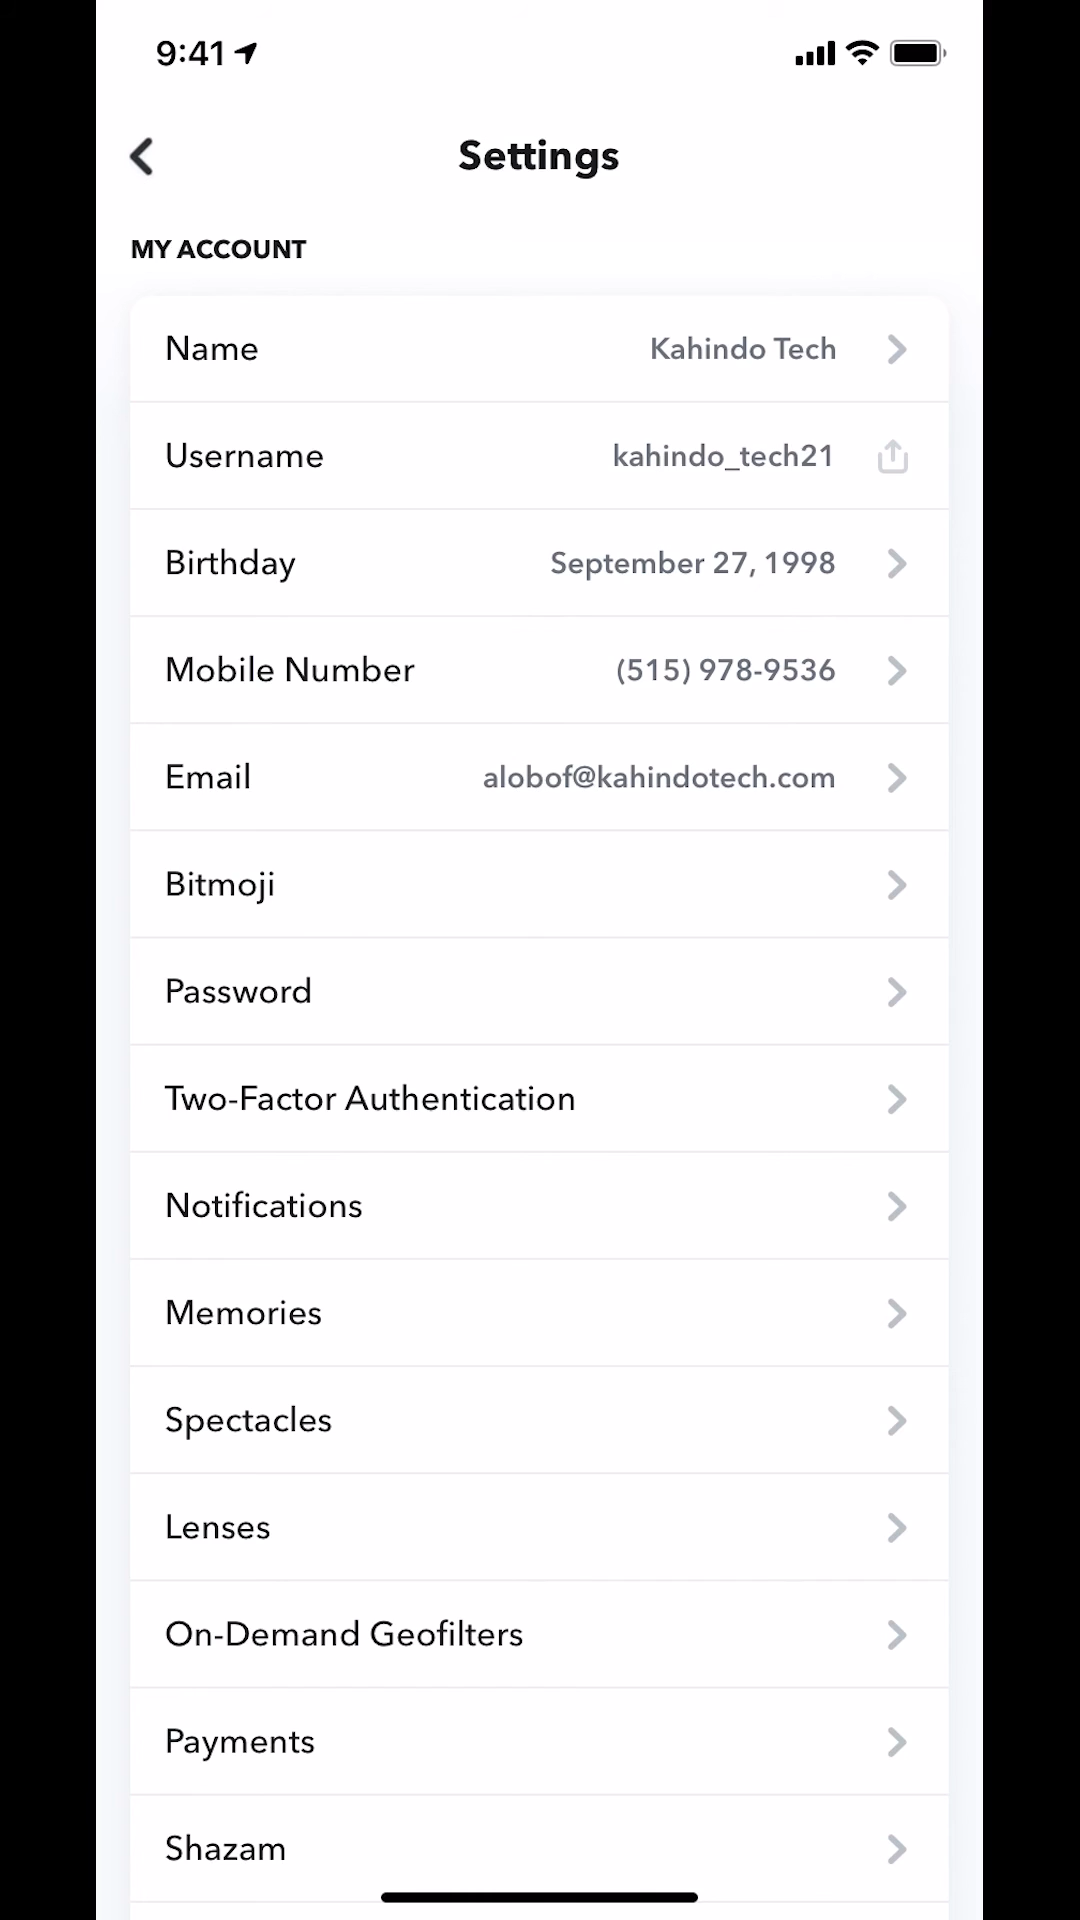 9:41
Settings
MY ACCOUNT
Name Kahindo Tech
Username kahindo_tech21
Birthday September 27, 1998
Mobile Number (515) 978-9536
Email alobof@kahindotech.com
Bitmoji
Password
Two-Factor Authentication
Notifications
Memories
Spectacles
Lenses
On-Demand Geofilters
Payments
Shazam